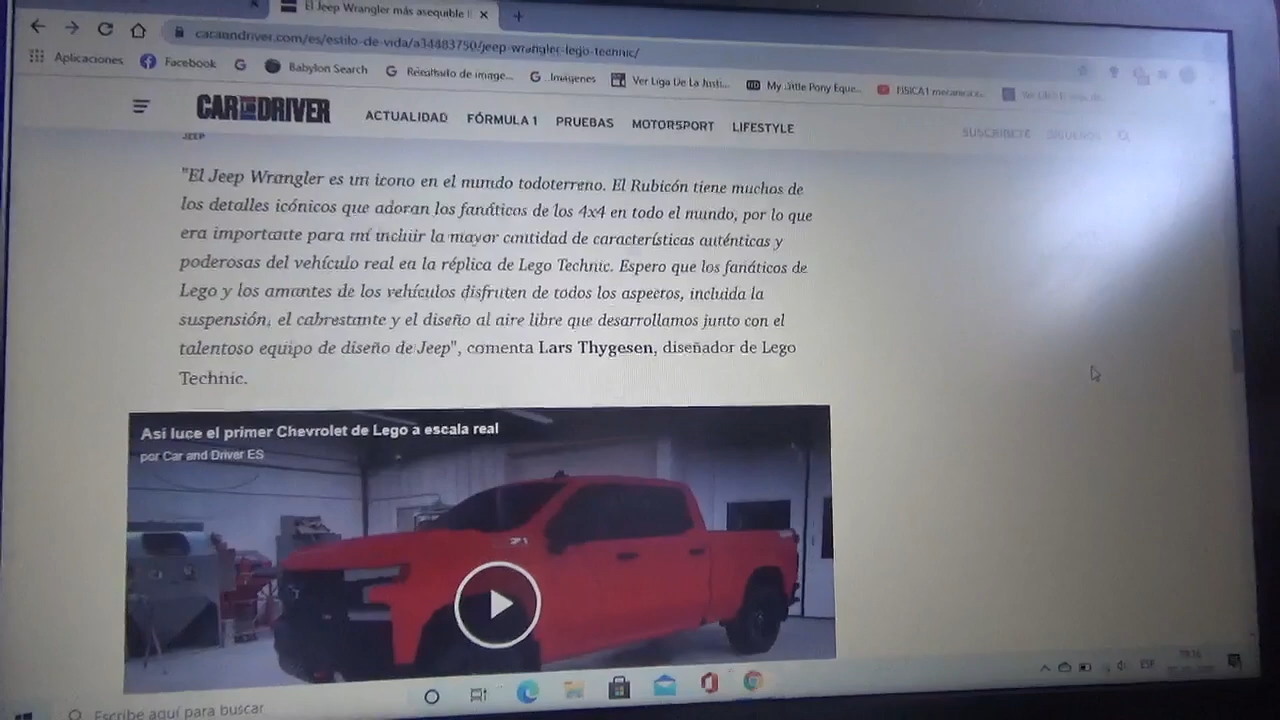 El Jeep Wrangler más asequible
caranddriver.com/es/estilo-de-vida/a34483750/jeep-wrangler-lego-technic/
Aplicaciones Facebook G Babylon Search Resultado de image... Imágenes Ver Liga De La Justi... My Little Pony Eque... FISICA1 mecanica...
CAR AND DRIVER ACTUALIDAD FÓRMULA 1 PRUEBAS MOTORSPORT LIFESTYLE SUSCRÍBETE SÍGUENOS
JEEP
"El Jeep Wrangler es un icono en el mundo todoterreno. El Rubicón tiene muchos de
los detalles icónicos que adoran los fanáticos de los 4x4 en todo el mundo, por lo que
era importante para mí incluir la mayor cantidad de características auténticas y
poderosas del vehículo real en la réplica de Lego Technic. Espero que los fanáticos de
Lego y los amantes de los vehículos disfruten de todos los aspectos, incluida la
suspensión, el cabrestante y el diseño al aire libre que desarrollamos junto con el
talentoso equipo de diseño de Jeep", comenta Lars Thygesen, diseñador de Lego
Technic.
Así luce el primer Chevrolet de Lego a escala real
por Car and Driver ES
Z71
ESP
Escribe aquí para buscar